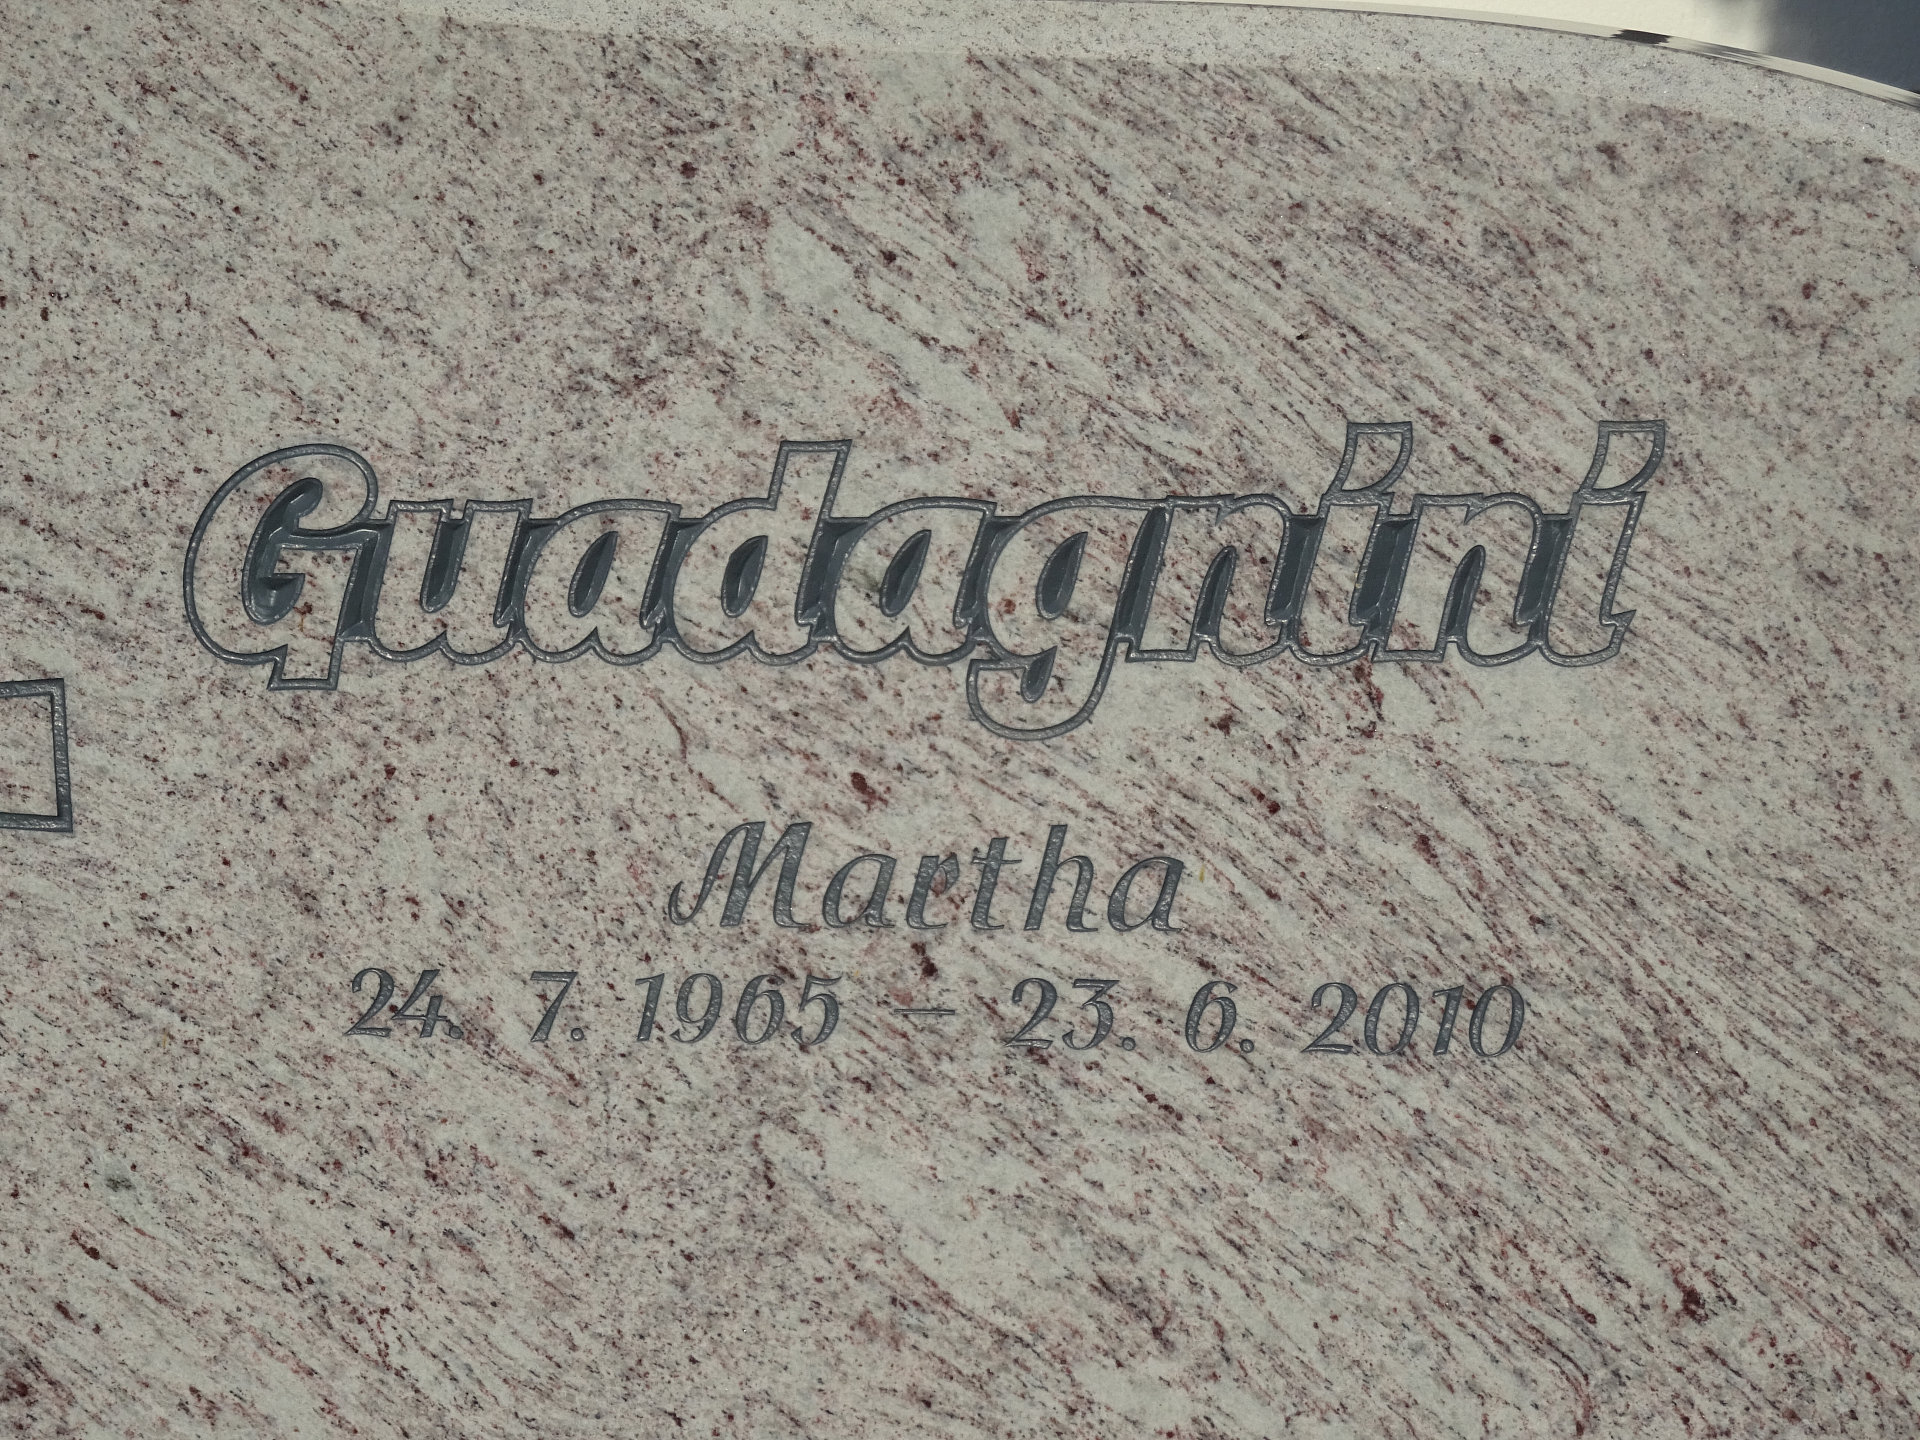 Guadagnini
Martha
24. 7. 1965 – 23. 6. 2010